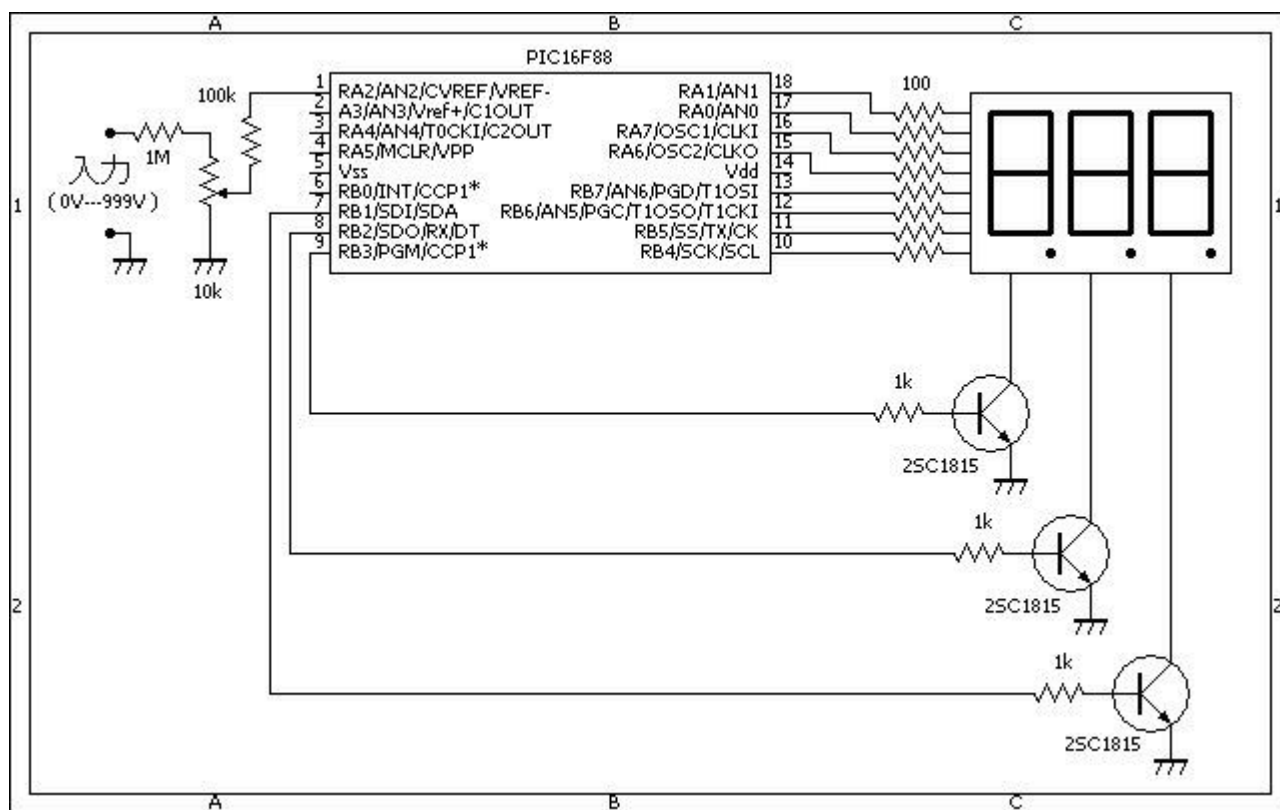 A B C
PIC16F88
1 RA2/AN2/CVREF/VREF-
2 A3/AN3/Vref+/C1OUT
3 RA4/AN4/T0CKI/C2OUT
4 RA5/MCLR/VPP
5 Vss
6 RB0/INT/CCP1*
7 RB1/SDI/SDA
8 RB2/SDO/RX/DT
9 RB3/PGM/CCP1*
RA1/AN1 18
RA0/AN0 17
RA7/OSC1/CLKI 16
RA6/OSC2/CLKO 15
Vdd 14
RB7/AN6/PGD/T1OSI 13
RB6/AN5/PGC/T1OSO/T1CKI 12
RB5/SS/TX/CK 11
RB4/SCK/SCL 10
100k
1M
入力
(0V---999V)
10k
100
888
1 1
1k
2SC1815
1k
2SC1815
2 2
1k
2SC1815
A B C